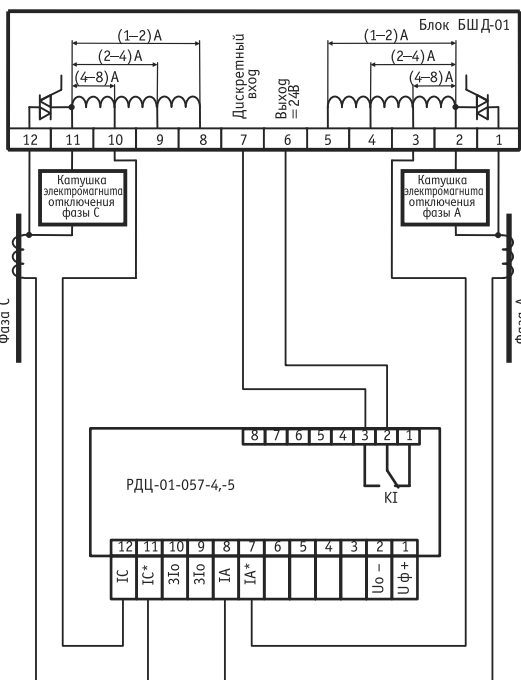 Блок БШД-01
(1–2)А
(2–4)А
(4–8)А
Дискретный
вход
Выход
= 24В
(1–2)А
(2–4)А
(4–8)А
12 11 10 9 8 7 6 5 4 3 2 1
Катушка
электромагнита
отключения
фазы С
Катушка
электромагнита
отключения
фазы А
Фаза С
Фаза А
8 7 6 5 4 3 2 1
KI
РДЦ-01-057-4,-5
12 11 10 9 8 7 6 5 4 3 2 1
IC
IC*
3Io
3Io
IA
IA*
Uo –
Uф+